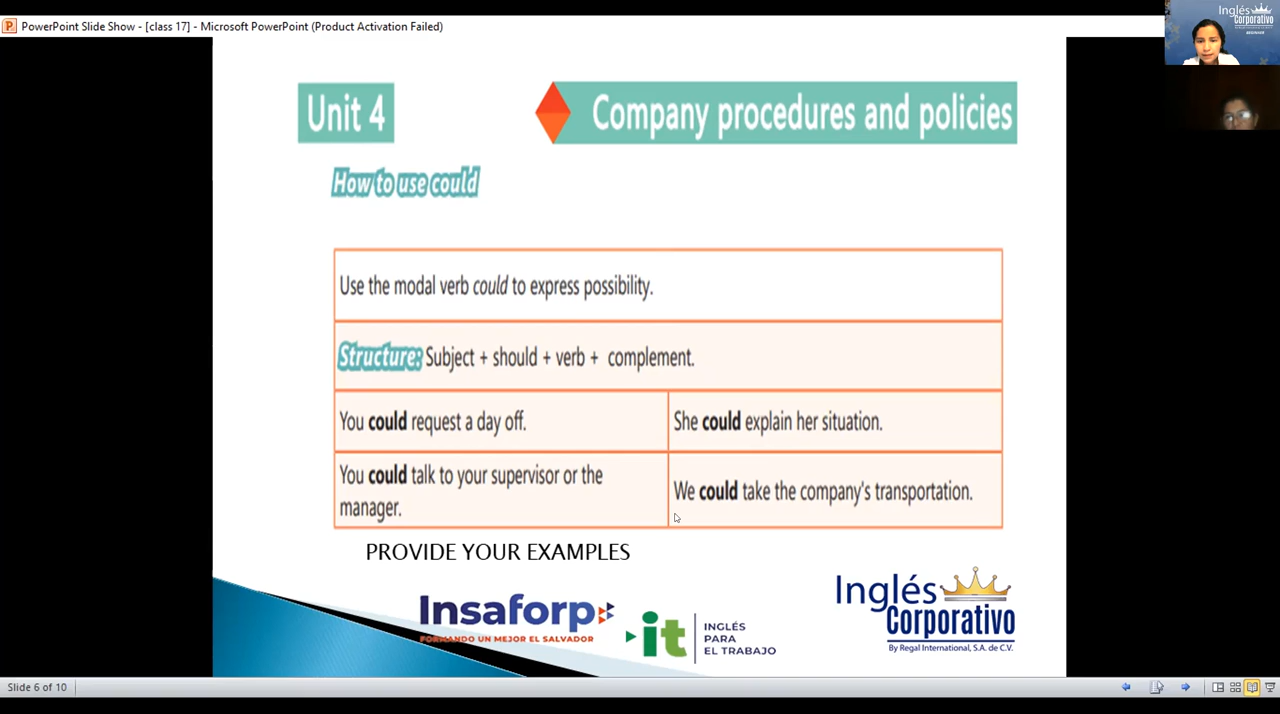 PowerPoint Slide Show - [class 17] - Microsoft PowerPoint (Product Activation Failed)
Inglés
Corporativo
BEGINNER
Unit 4
Company procedures and policies
How to use could
Use the modal verb could to express possibility.
Structure: Subject + should + verb + complement.
You could request a day off.
She could explain her situation.
You could talk to your supervisor or the
manager.
We could take the company's transportation.
PROVIDE YOUR EXAMPLES
Insaforp
FORMANDO UN MEJOR EL SALVADOR
it
INGLÉS
PARA
EL TRABAJO
Inglés
Corporativo
By Regal International, S.A. de C.V.
Slide 6 of 10